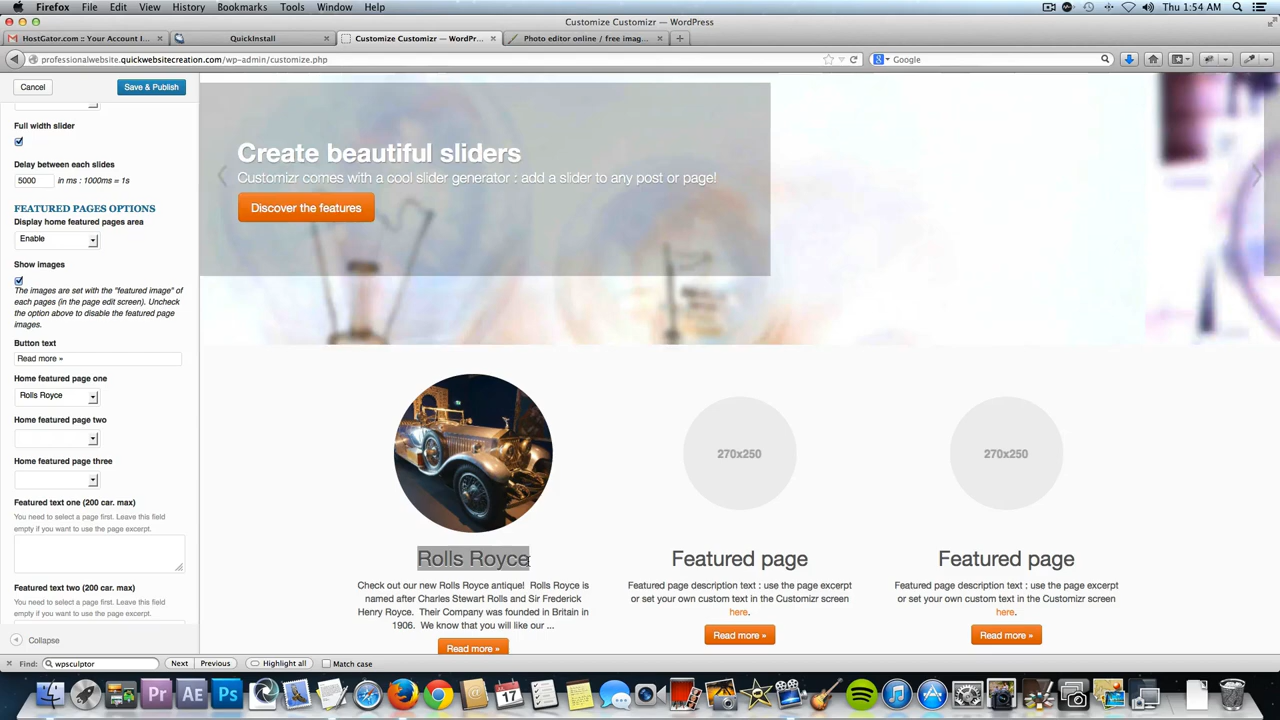 Firefox File Edit View History Bookmarks Tools Window Help
Thu 1:54 AM
Customize Customizr — WordPress
HostGator.com :: Your Account I...
QuickInstall
Customize Customizr — WordPr...
Photo editor online / free imag...
professionalwebsite.quickwebsitecreation.com/wp-admin/customize.php
Google
Cancel
Save & Publish
Full width slider
Delay between each slides
5000 in ms : 1000ms = 1s
FEATURED PAGES OPTIONS
Display home featured pages area
Enable
Show images
The images are set with the "featured image" of
each pages (in the page edit screen). Uncheck
the option above to disable the featured page
images.
Button text
Read more »
Home featured page one
Rolls Royce
Home featured page two
Home featured page three
Featured text one (200 car. max)
You need to select a page first. Leave this field
empty if you want to use the page excerpt.
Featured text two (200 car. max)
You need to select a page first. Leave this field
empty if you want to use the page excerpt.
Collapse
Create beautiful sliders
Customizr comes with a cool slider generator : add a slider to any post or page!
Discover the features
270x250
270x250
Rolls Royce
Check out our new Rolls Royce antique! Rolls Royce is
named after Charles Stewart Rolls and Sir Frederick
Henry Royce. Their Company was founded in Britain in
1906. We know that you will like our ...
Read more »
Featured page
Featured page description text : use the page excerpt
or set your own custom text in the Customizr screen
here.
Read more »
Featured page
Featured page description text : use the page excerpt
or set your own custom text in the Customizr screen
here.
Read more »
Find: wpsculptor Next Previous Highlight all Match case
Pr Ae Ps
17